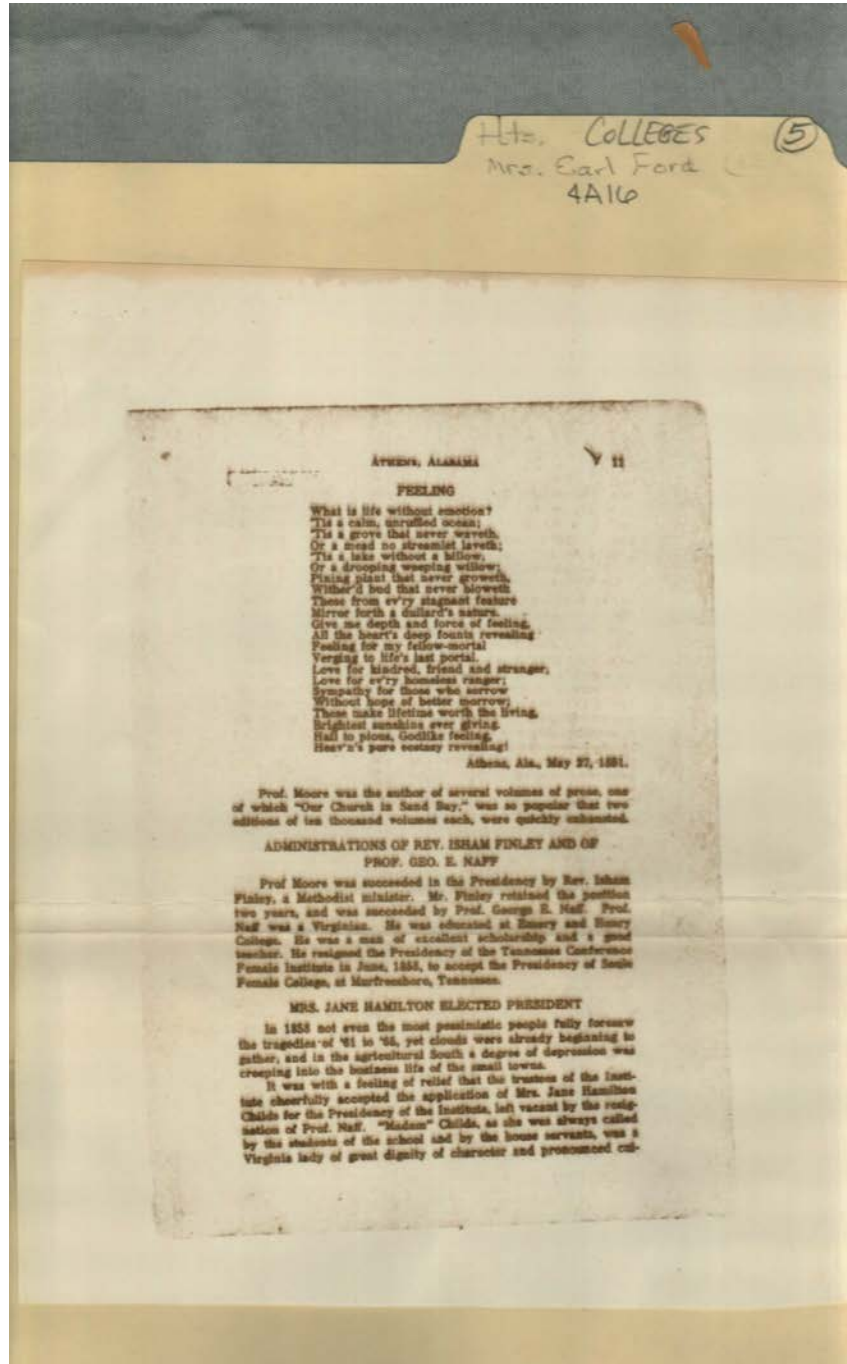 Hto. COLLEGES 5
Mrs. Earl Ford
4A16
ATHENS, ALABAMA 11
FEELING
What is life without emotion?
'Tis a calm, unruffled ocean;
'Tis a grove that never waveth,
Or a mead no streamlet laveth;
'Tis a lake without a billow,
Or a drooping weeping willow;
Pining plant that never groweth,
Wither'd bud that never bloweth
These from ev'ry stagnant feature
Mirror forth a dullard's nature.
Give me depth and force of feeling,
All the heart's deep founts revealing
Feeling for my fellow-mortal
Verging to life's last portal.
Love for kindred, friend and stranger,
Love for ev'ry homeless ranger;
Sympathy for those who sorrow
Without hope of better morrow;
These make lifetime worth the living,
Brightest sunshine ever giving.
Hail to pious, Godlike feeling,
Heav'n's pure ecstasy revealing!
Athens, Ala., May 27, 1851.
Prof. Moore was the author of several volumes of prose, one
of which "Our Church in Sand Bay," was so popular that two
editions of ten thousand volumes each, were quickly exhausted.
ADMINISTRATIONS OF REV. ISHAM FINLEY AND OF
PROF. GEO. E. NAFF
Prof Moore was succeeded in the Presidency by Rev. Isham
Finley, a Methodist minister. Mr. Finley retained the position
two years, and was succeeded by Prof. George E. Naff. Prof.
Naff was a Virginian. He was educated at Emory and Henry
College. He was a man of excellent scholarship and a good
teacher. He resigned the Presidency of the Tennessee Conference
Female Institute in June, 1858, to accept the Presidency of Soule
Female College, at Murfreesboro, Tennessee.
MRS. JANE HAMILTON ELECTED PRESIDENT
In 1858 not even the most pessimistic people fully foresaw
the tragedies of '61 to '65, yet clouds were already beginning to
gather, and in the agricultural South a degree of depression was
creeping into the business life of the small towns.
It was with a feeling of relief that the trustees of the Insti-
tute cheerfully accepted the application of Mrs. Jane Hamilton
Childs for the Presidency of the Institute, left vacant by the resig-
nation of Prof. Naff. "Madam" Childs, as she was always called
by the students of the school and by the house servants, was a
Virginia lady of great dignity of character and pronounced cul-